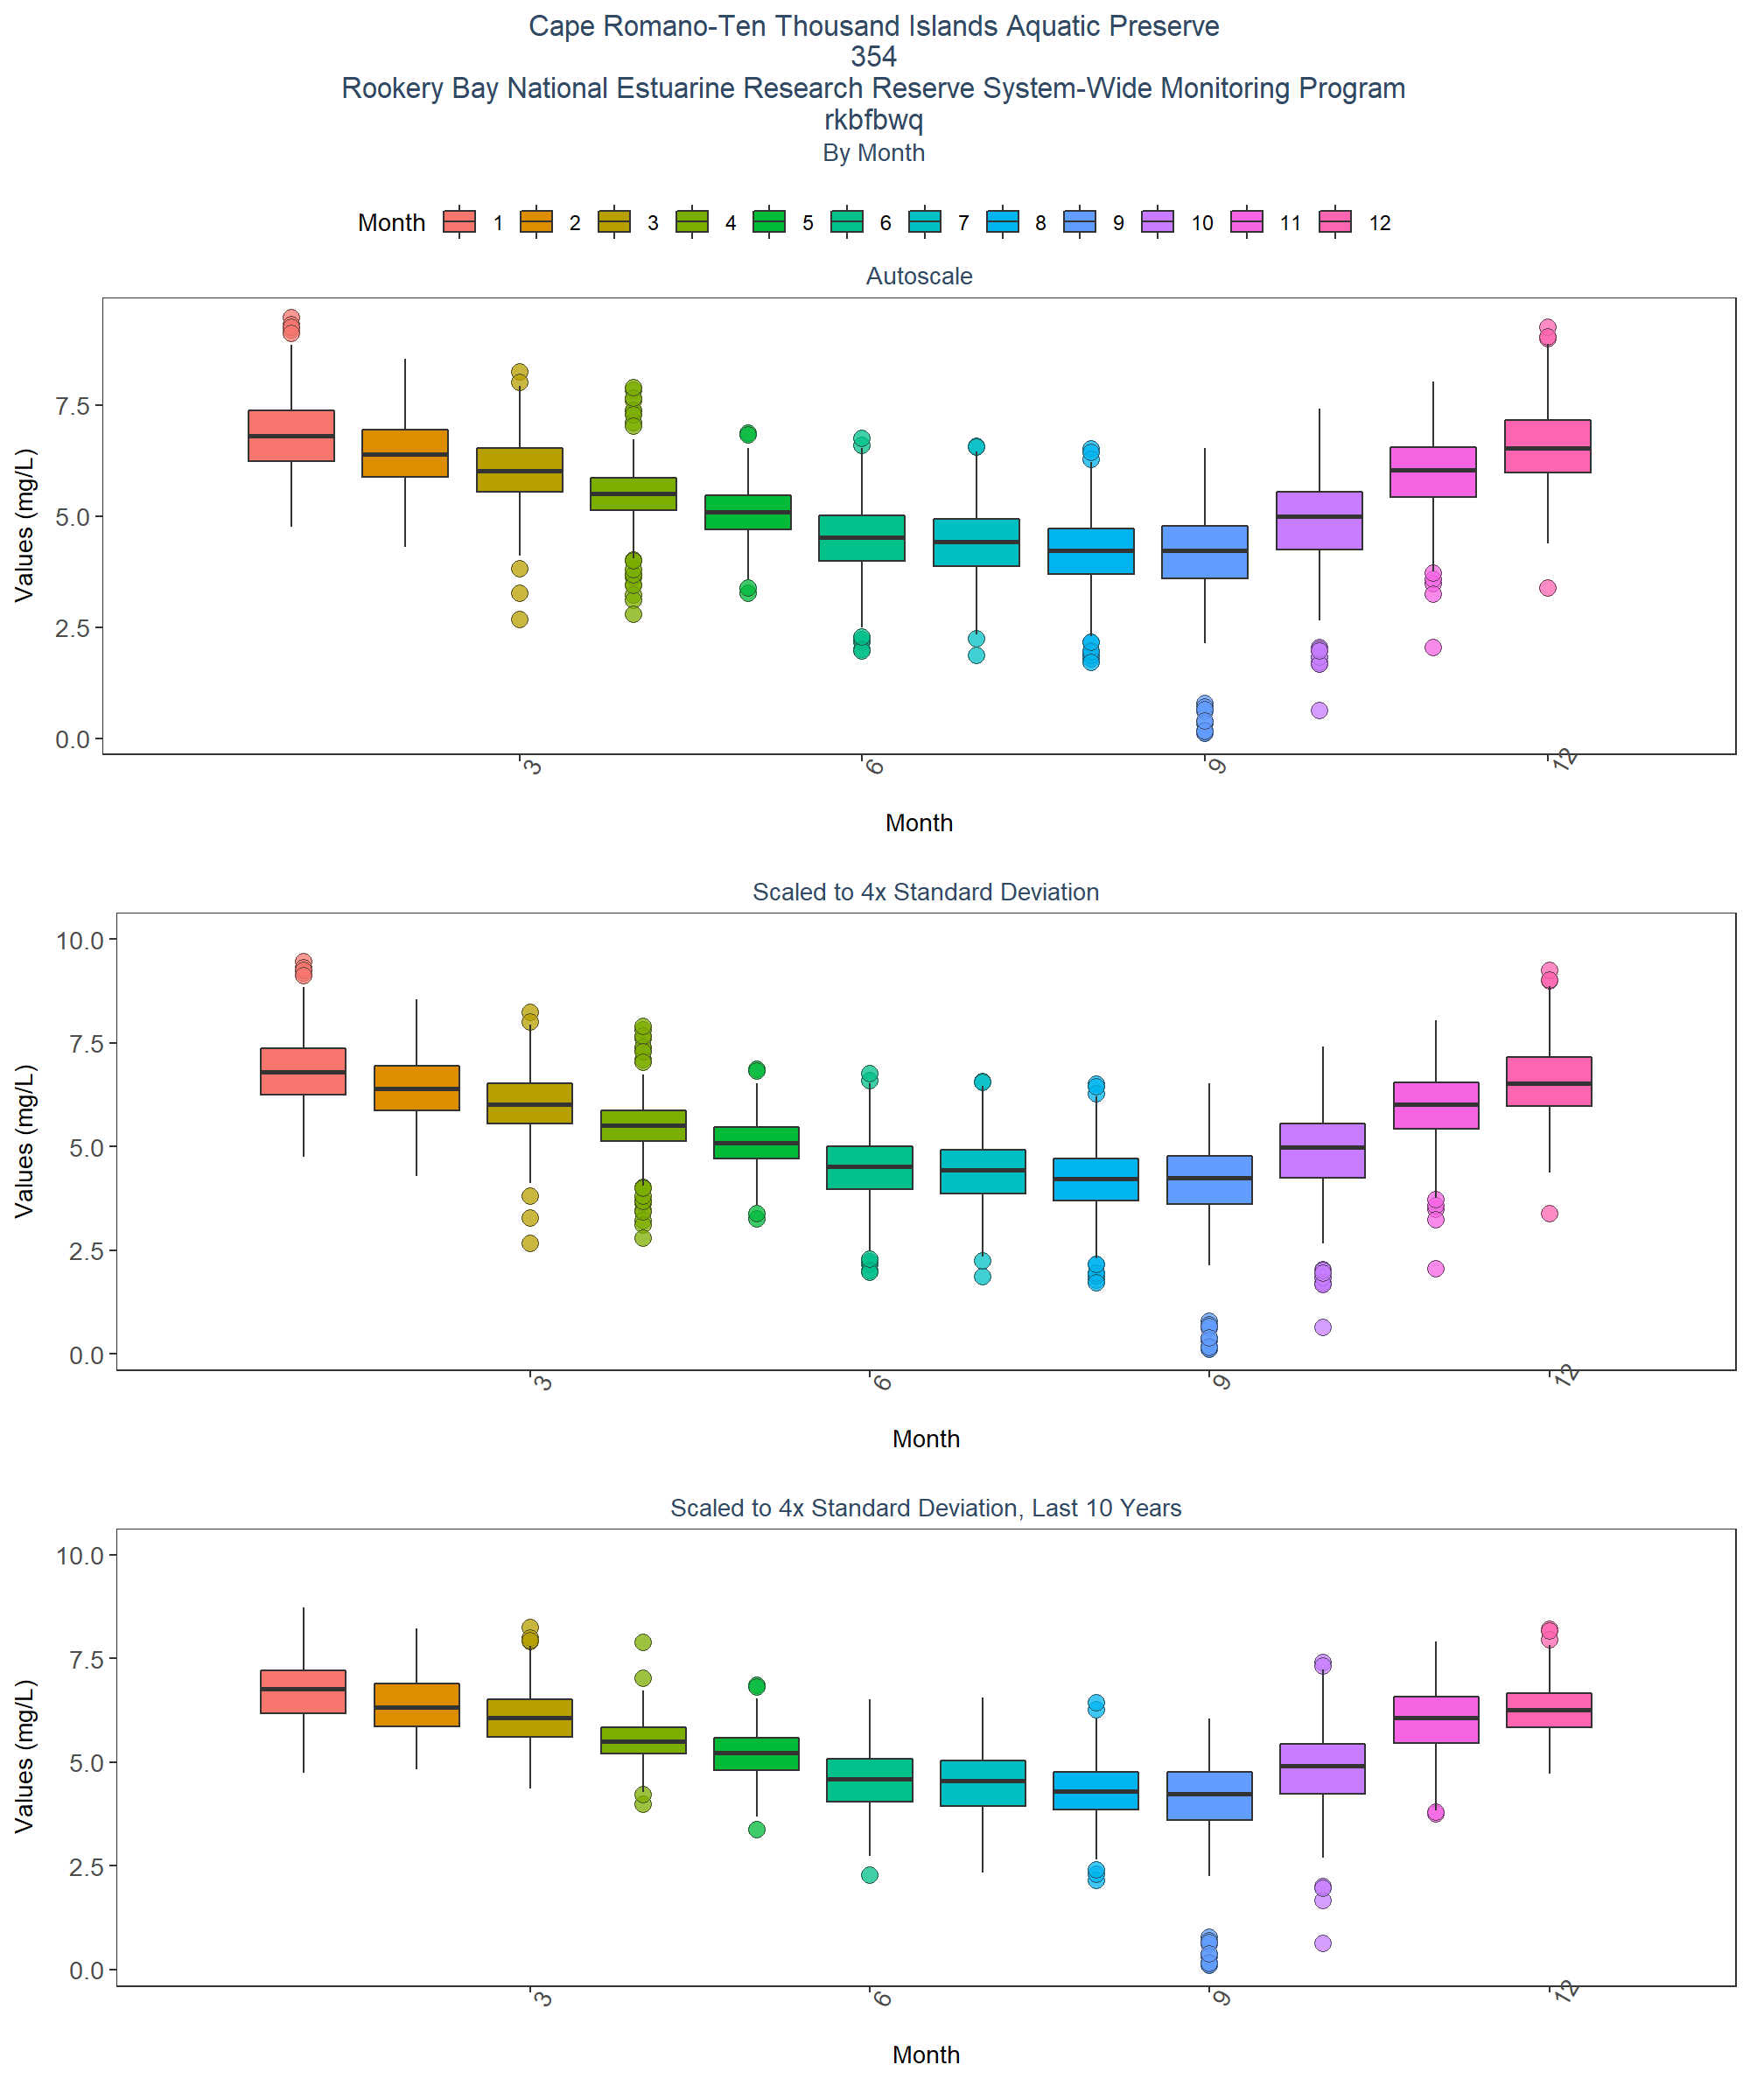 Cape Romano-Ten Thousand Islands Aquatic Preserve
354
Rookery Bay National Estuarine Research Reserve System-Wide Monitoring Program
rkbfbwq
By Month
Month 1 2 3 4 5 6 7 8 9 10 11 12
Autoscale
Values (mg/L)
7.5
5.0
2.5
0.0
3 6 9 12
Month
Scaled to 4x Standard Deviation
Values (mg/L)
10.0
7.5
5.0
2.5
0.0
3 6 9 12
Month
Scaled to 4x Standard Deviation, Last 10 Years
Values (mg/L)
10.0
7.5
5.0
2.5
0.0
3 6 9 12
Month